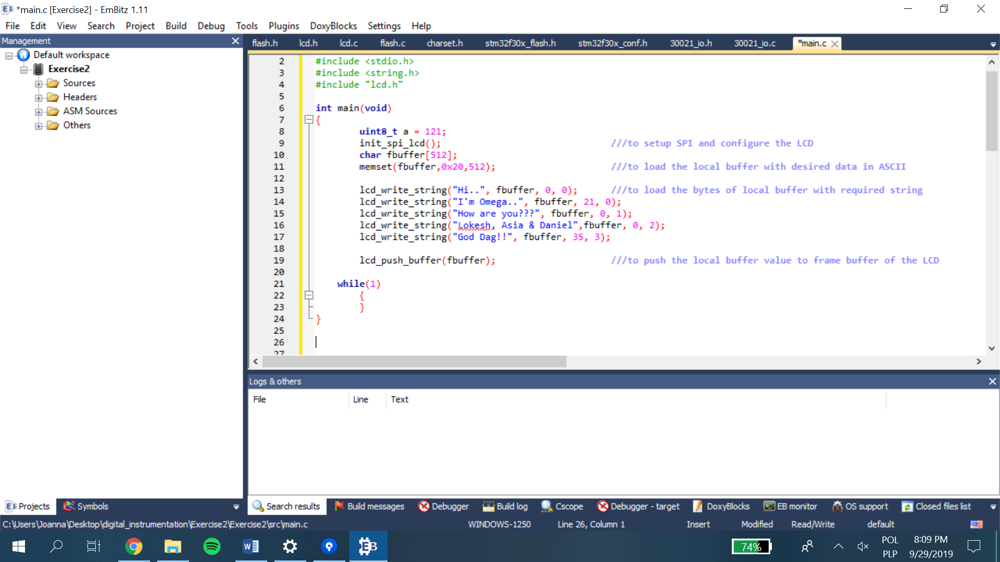 *main.c [Exercise2] - EmBitz 1.11
File Edit View Search Project Build Debug Tools Plugins DoxyBlocks Settings Help
Management
Default workspace
Exercise2
Sources
Headers
ASM Sources
Others
flash.h lcd.h lcd.c flash.c charset.h stm32f30x_flash.h stm32f30x_conf.h 30021_io.h 30021_io.c *main.c
2 #include <stdio.h>
3 #include <string.h>
4 #include "lcd.h"
5
6 int main(void)
7 {
8 uint8_t a = 121;
9 init_spi_lcd(); ///to setup SPI and configure the LCD
10 char fbuffer[512];
11 memset(fbuffer,0x20,512); ///to load the local buffer with desired data in ASCII
12
13 lcd_write_string("Hi..", fbuffer, 0, 0); ///to load the bytes of local buffer with required string
14 lcd_write_string("I'm Omega..", fbuffer, 21, 0);
15 lcd_write_string("How are you???", fbuffer, 0, 1);
16 lcd_write_string("Lokesh, Asia & Daniel",fbuffer, 0, 2);
17 lcd_write_string("God Dag!!", fbuffer, 35, 3);
18
19 lcd_push_buffer(fbuffer); ///to push the local buffer value to frame buffer of the LCD
20
21 while(1)
22 {
23 }
24 }
25
26
27
Logs & others
File Line Text
Projects Symbols
Search results Build messages Debugger Build log Cscope Debugger - target DoxyBlocks EB monitor OS support Closed files list
C:\Users\Joanna\Desktop\digital_instrumentation\Exercise2\Exercise2\src\main.c WINDOWS-1250 Line 26, Column 1 Insert Modified Read/Write default
74%
POL
PLP
8:09 PM
9/29/2019